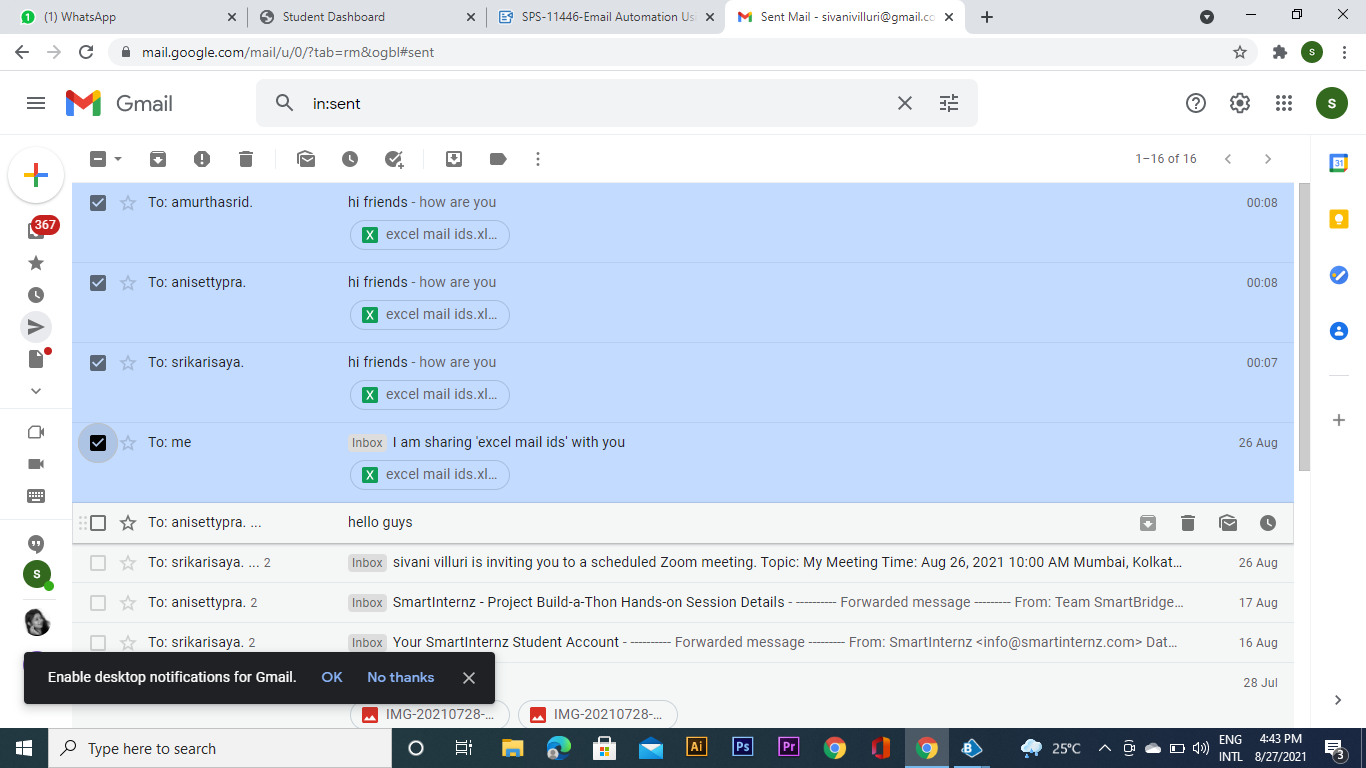 (1) WhatsApp
Student Dashboard
SPS-11446-Email Automation Usi
Sent Mail - sivanivilluri@gmail.co
mail.google.com/mail/u/0/?tab=rm&ogbl#sent
S
Gmail
in:sent
S
1–16 of 16
31
367
To: amurthasrid.
hi friends - how are you
00:08
X excel mail ids.xl...
To: anisettypra.
hi friends - how are you
00:08
X excel mail ids.xl...
To: srikarisaya.
hi friends - how are you
00:07
X excel mail ids.xl...
To: me
Inbox I am sharing 'excel mail ids' with you
26 Aug
X excel mail ids.xl...
To: anisettypra. ...
hello guys
To: srikarisaya. ... 2
Inbox sivani villuri is inviting you to a scheduled Zoom meeting. Topic: My Meeting Time: Aug 26, 2021 10:00 AM Mumbai, Kolkat...
26 Aug
S
To: anisettypra. 2
Inbox SmartInternz - Project Build-a-Thon Hands-on Session Details - ---------- Forwarded message --------- From: Team SmartBridge...
17 Aug
To: srikarisaya. 2
Inbox Your SmartInternz Student Account - ---------- Forwarded message --------- From: SmartInternz <info@smartinternz.com> Dat...
16 Aug
Enable desktop notifications for Gmail. OK No thanks
28 Jul
IMG-20210728-...
IMG-20210728-...
Type here to search
Ai
Ps
Pr
B
25°C
ENG
INTL
4:43 PM
8/27/2021
3